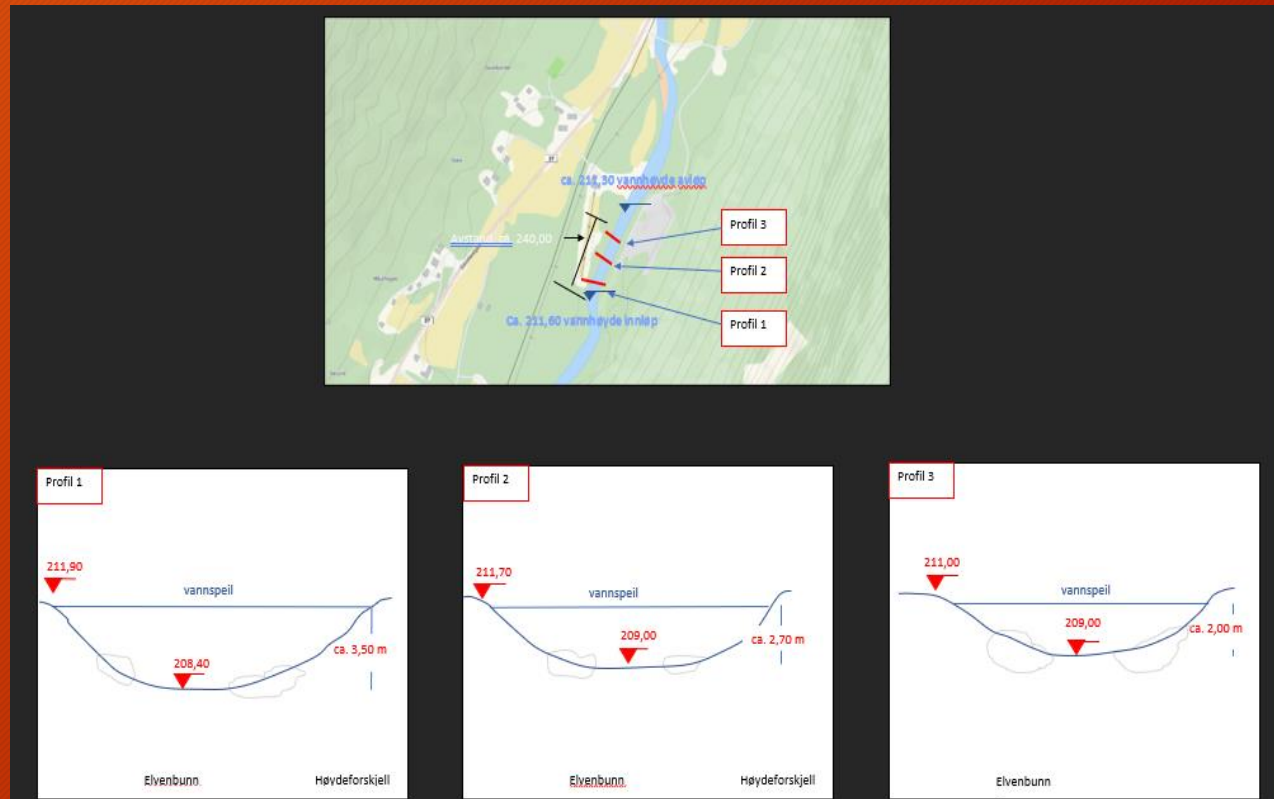 ca. 211,30 vannhøyde avløp
Profil 3
Avstand ca. 240,00
Profil 2
Ca. 211,60 vannhøyde innløp
Profil 1
Profil 1
211,90
vannspeil
208,40
ca. 3,50 m
Elvenbunn
Høydeforskjell
Profil 2
211,70
vannspeil
209,00
ca. 2,70 m
Elvenbunn
Høydeforskjell
Profil 3
211,00
vannspeil
209,00
ca. 2,00 m
Elvenbunn